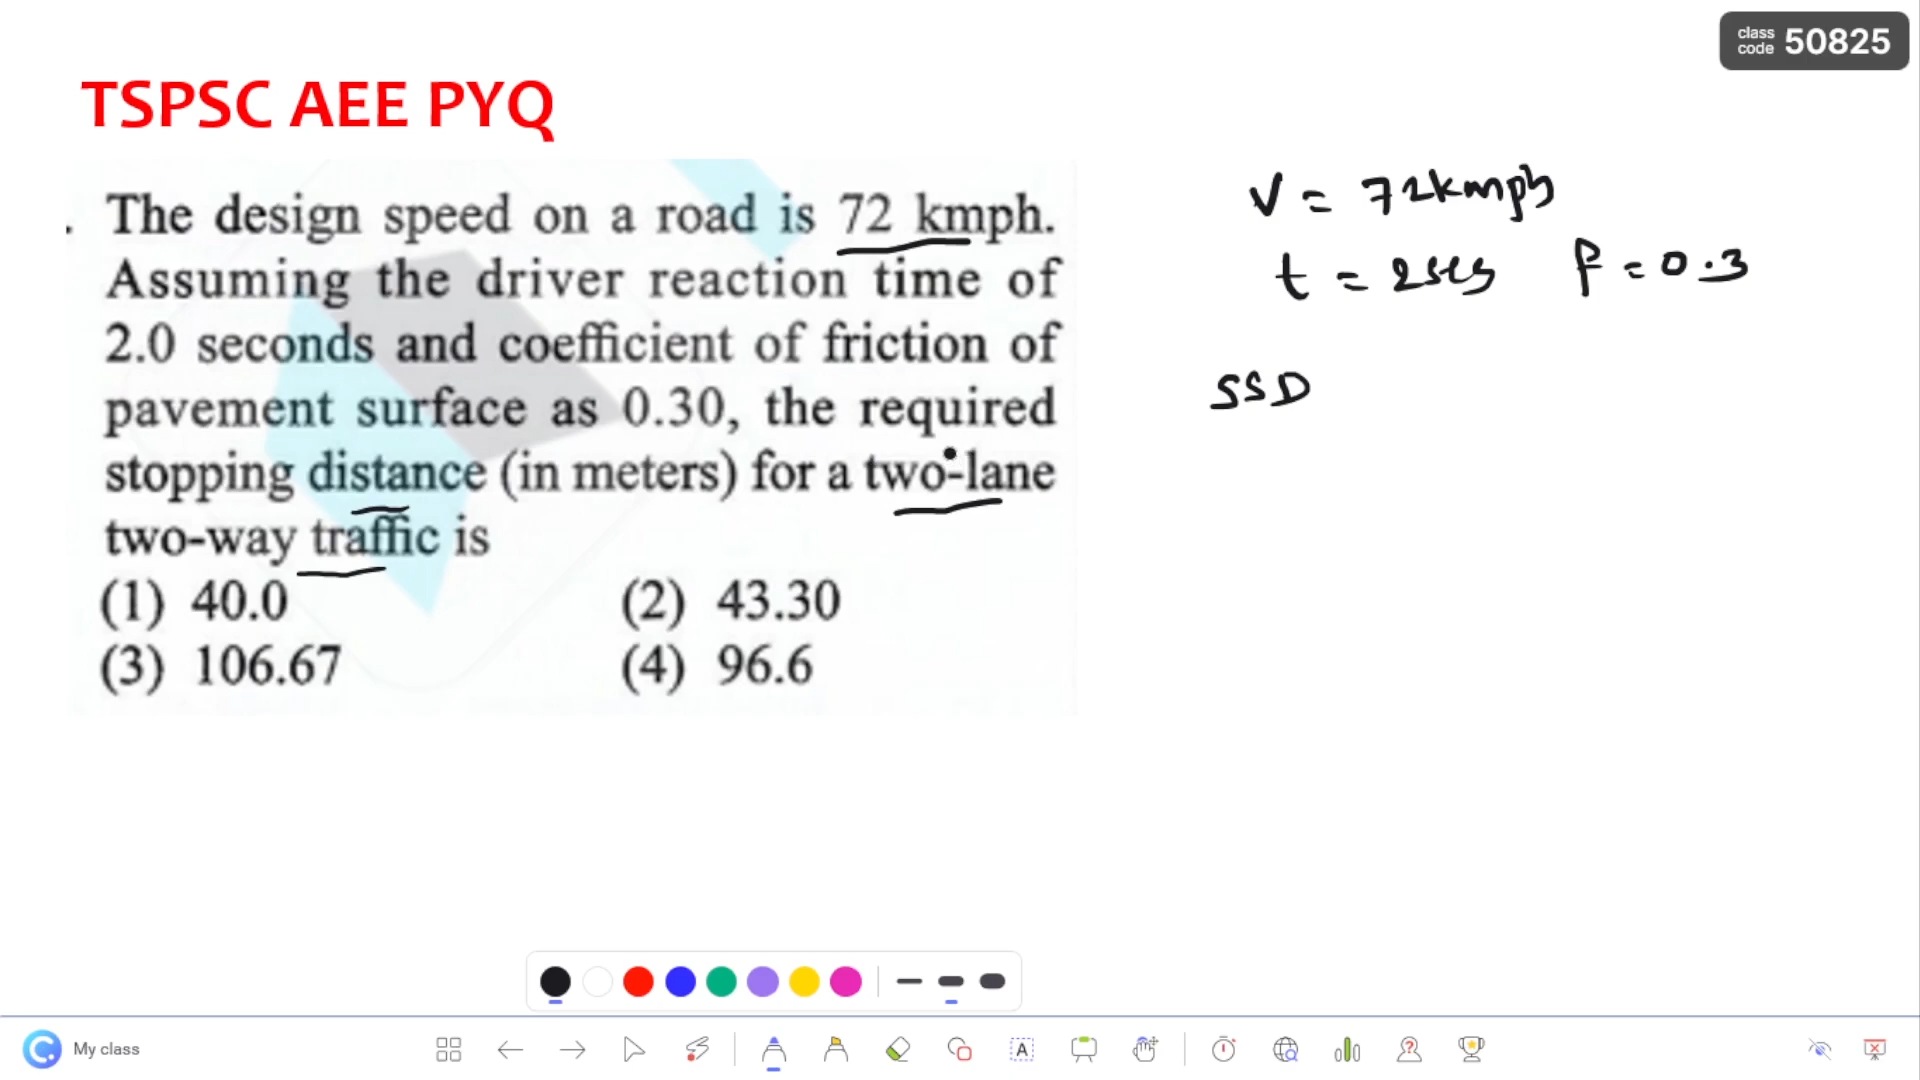 class code 50825
TSPSC AEE PYQ
. The design speed on a road is 72 kmph.
Assuming the driver reaction time of
2.0 seconds and coefficient of friction of
pavement surface as 0.30, the required
stopping distance (in meters) for a two-lane
two-way traffic is
(1) 40.0 (2) 43.30
(3) 106.67 (4) 96.6
V = 72kmph
t = 2secs f = 0.3
SSD
My class